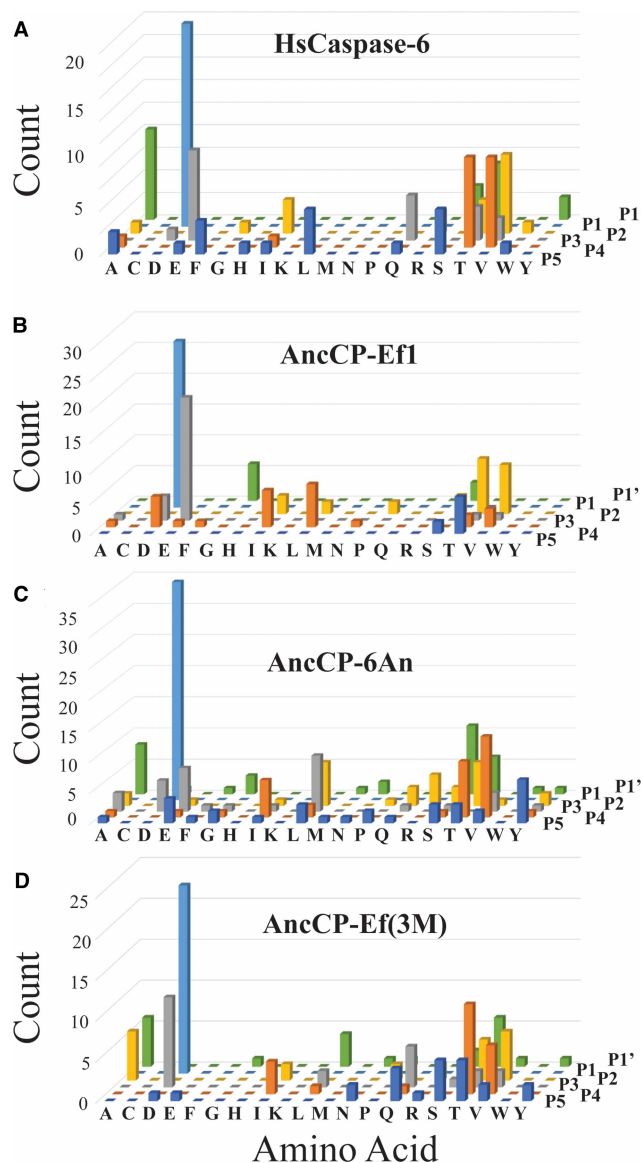 A
HsCaspase-6
Count
20
15
10
5
0
A C D E F G H I K L M N P Q R S T V W Y
P1
P1
P2
P3
P4
P5
B
AncCP-Ef1
Count
30
25
20
15
10
5
0
A C D E F G H I K L M N P Q R S T V W Y
P1'
P1
P2
P3
P4
P5
C
AncCP-6An
Count
35
30
25
20
15
10
5
0
A C D E F G H I K L M N P Q R S T V W Y
P1'
P1
P2
P3
P4
P5
D
AncCP-Ef(3M)
Count
25
20
15
10
5
0
A C D E F G H I K L M N P Q R S T V W Y
P1'
P1
P2
P3
P4
P5
Amino Acid